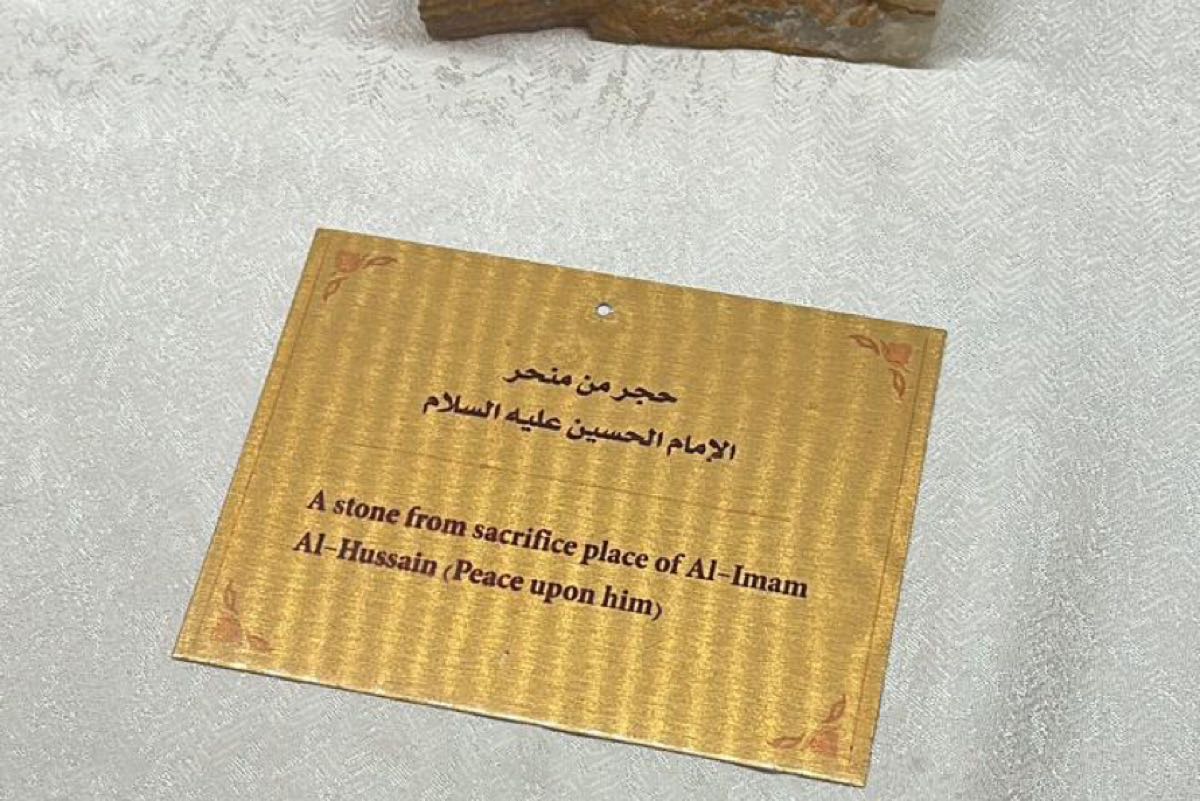 حجر من منحر
الإمام الحسين عليه السلام
A stone from sacrifice place of Al-Imam
Al-Hussain (Peace upon him)